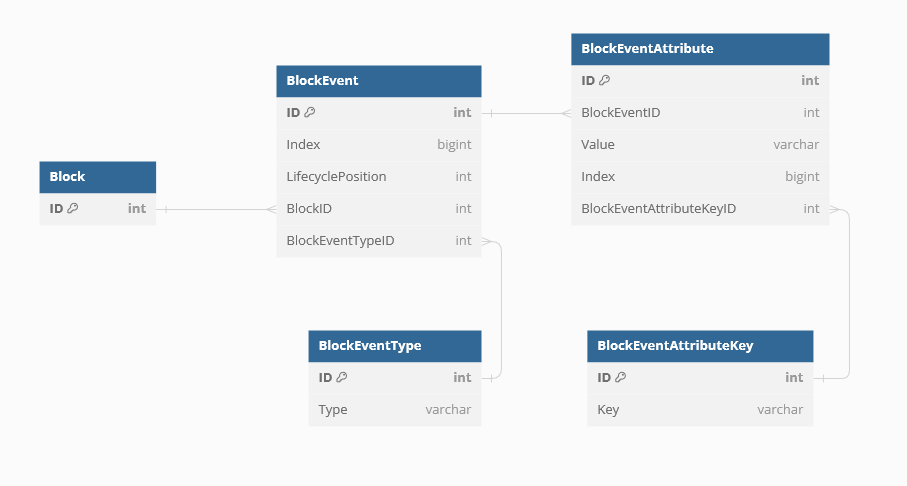 Block
ID int
BlockEvent
ID int
Index bigint
LifecyclePosition int
BlockID int
BlockEventTypeID int
BlockEventAttribute
ID int
BlockEventID int
Value varchar
Index bigint
BlockEventAttributeKeyID int
BlockEventType
ID int
Type varchar
BlockEventAttributeKey
ID int
Key varchar